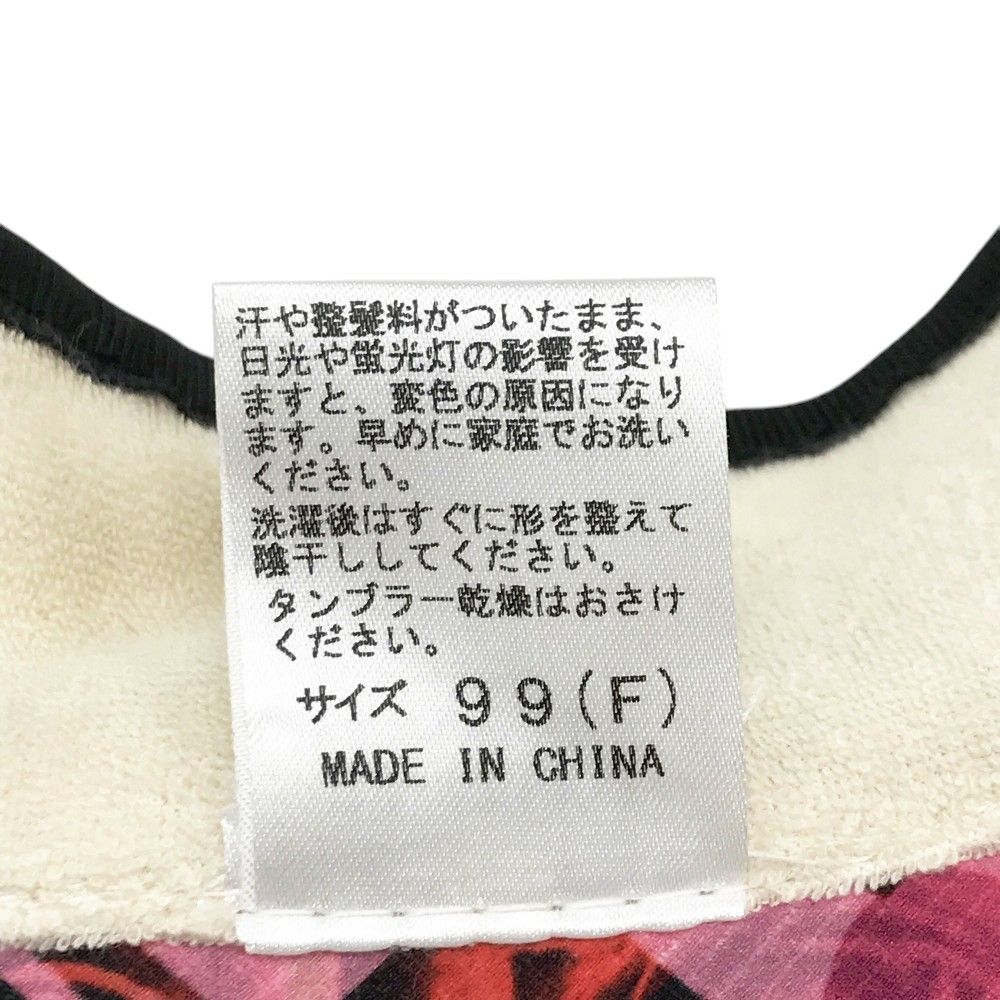 汗や整髪料がついたまま、
日光や蛍光灯の影響を受け
ますと、変色の原因になり
ます。早めに家庭でお洗い
ください。
洗濯後はすぐに形を整えて
陰干ししてください。
タンブラー乾燥はおさけ
ください。
サイズ 99(F)
MADE IN CHINA